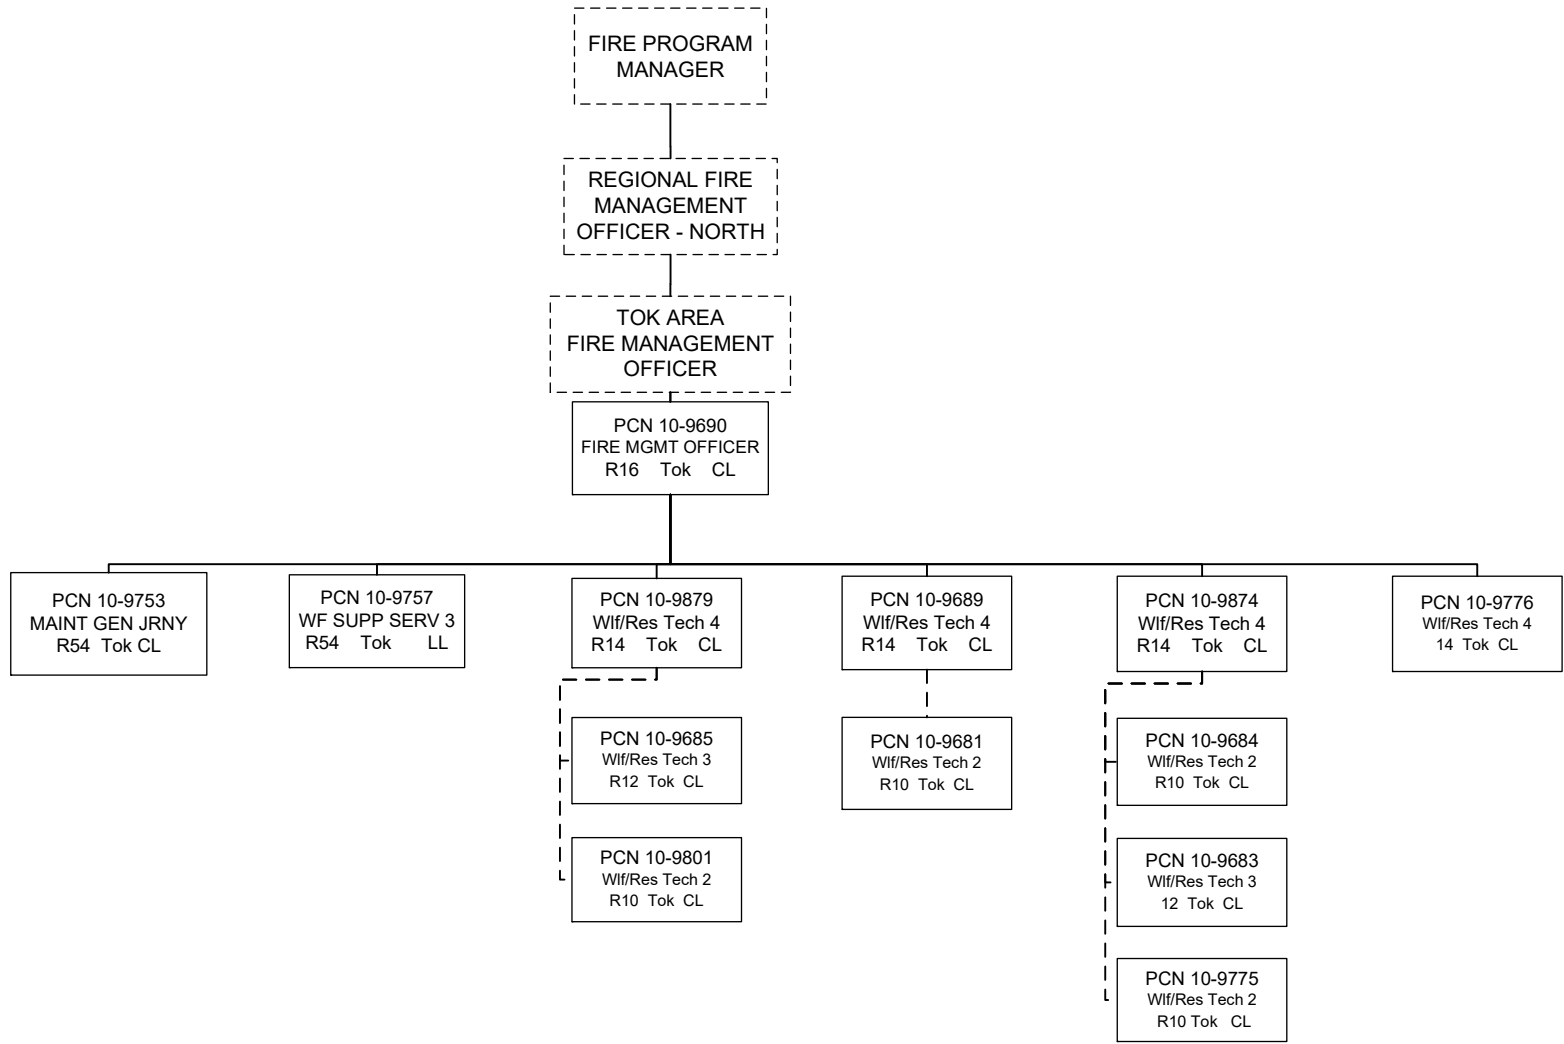 FIRE PROGRAM
MANAGER
REGIONAL FIRE
MANAGEMENT
OFFICER - NORTH
TOK AREA
FIRE MANAGEMENT
OFFICER
PCN 10-9690
FIRE MGMT OFFICER
R16 Tok CL
PCN 10-9753
MAINT GEN JRNY
R54 Tok CL
PCN 10-9757
WF SUPP SERV 3
R54 Tok LL
PCN 10-9879
Wlf/Res Tech 4
R14 Tok CL
PCN 10-9689
Wlf/Res Tech 4
R14 Tok CL
PCN 10-9874
Wlf/Res Tech 4
R14 Tok CL
PCN 10-9776
Wlf/Res Tech 4
14 Tok CL
PCN 10-9685
Wlf/Res Tech 3
R12 Tok CL
PCN 10-9801
Wlf/Res Tech 2
R10 Tok CL
PCN 10-9681
Wlf/Res Tech 2
R10 Tok CL
PCN 10-9684
Wlf/Res Tech 2
R10 Tok CL
PCN 10-9683
Wlf/Res Tech 3
12 Tok CL
PCN 10-9775
Wlf/Res Tech 2
R10 Tok CL